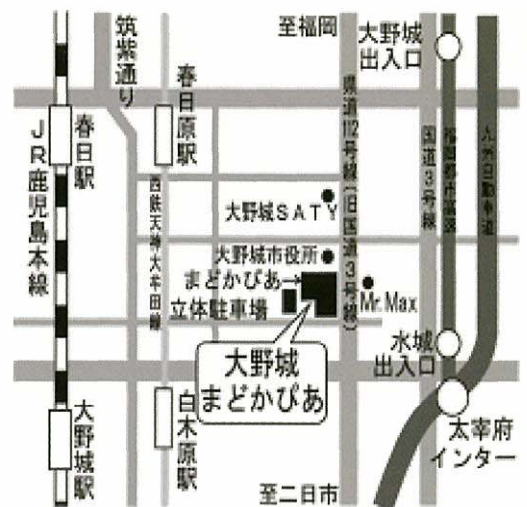 至福岡
大野城
出入口
筑紫通り
春日原駅
春日駅
JR鹿児島本線
西鉄天神大牟田線
県道112号線(旧国道3号線)
国道3号線
福岡都市高速
九州自動車道
大野城SATY
大野城市役所
まどかぴあ→
立体駐車場
Mr.Max
大野城
まどかぴあ
水城
出入口
太宰府
インター
大野城駅
白木原駅
至二日市